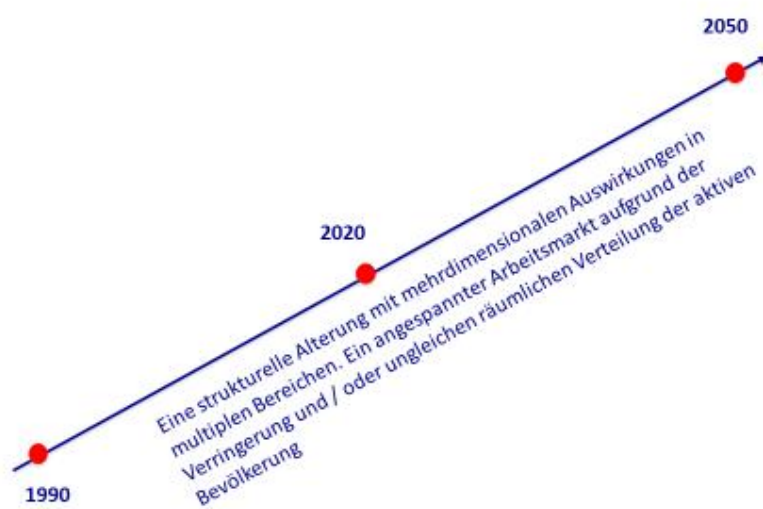 2050
2020
1990
Eine strukturelle Alterung mit mehrdimensionalen Auswirkungen in
multiplen Bereichen. Ein angespannter Arbeitsmarkt aufgrund der
Verringerung und / oder ungleichen räumlichen Verteilung der aktiven
Bevölkerung